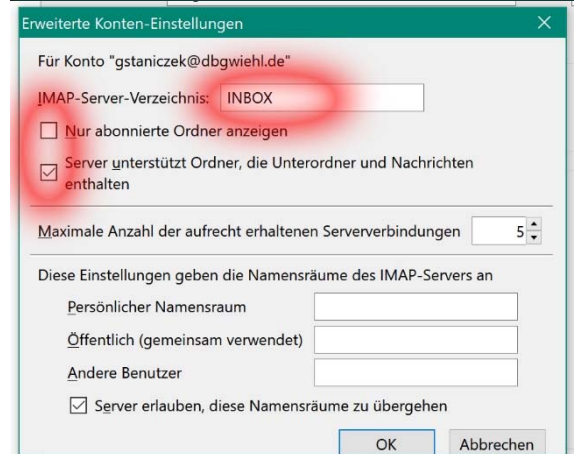 Erweiterte Konten-Einstellungen
Für Konto "gstaniczek@dbgwiehl.de"
IMAP-Server-Verzeichnis: INBOX
Nur abonnierte Ordner anzeigen
Server unterstützt Ordner, die Unterordner und Nachrichten
enthalten
Maximale Anzahl der aufrecht erhaltenen Serververbindungen 5
Diese Einstellungen geben die Namensräume des IMAP-Servers an
Persönlicher Namensraum
Öffentlich (gemeinsam verwendet)
Andere Benutzer
Server erlauben, diese Namensräume zu übergehen
OK Abbrechen